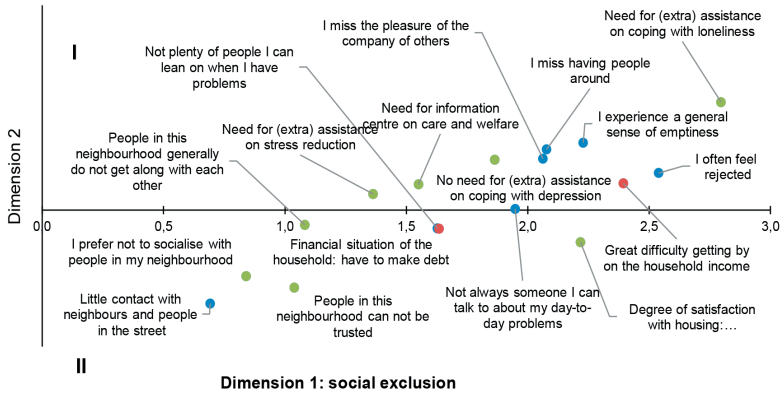 Need for (extra) assistance
on coping with loneliness
I miss the pleasure of the
company of others
I
Not plenty of people I can
lean on when I have
problems
I miss having people
around
Need for information
centre on care and welfare
I experience a general
sense of emptiness
Need for (extra) assistance
on stress reduction
People in this
neighbourhood generally
do not get along with each
other
I often feel
rejected
No need for (extra) assistance
on coping with depression
Dimension 2
0,0 0,5 1,0 1,5 2,0 2,5 3,0
I prefer not to socialise with
people in my neighbourhood
Financial situation of the
household: have to make debt
Great difficulty getting by
on the household income
Little contact with
neighbours and people
in the street
People in this
neighbourhood can not be
trusted
Not always someone I can
talk to about my day-to-
day problems
Degree of satisfaction
with housing:…
II
Dimension 1: social exclusion